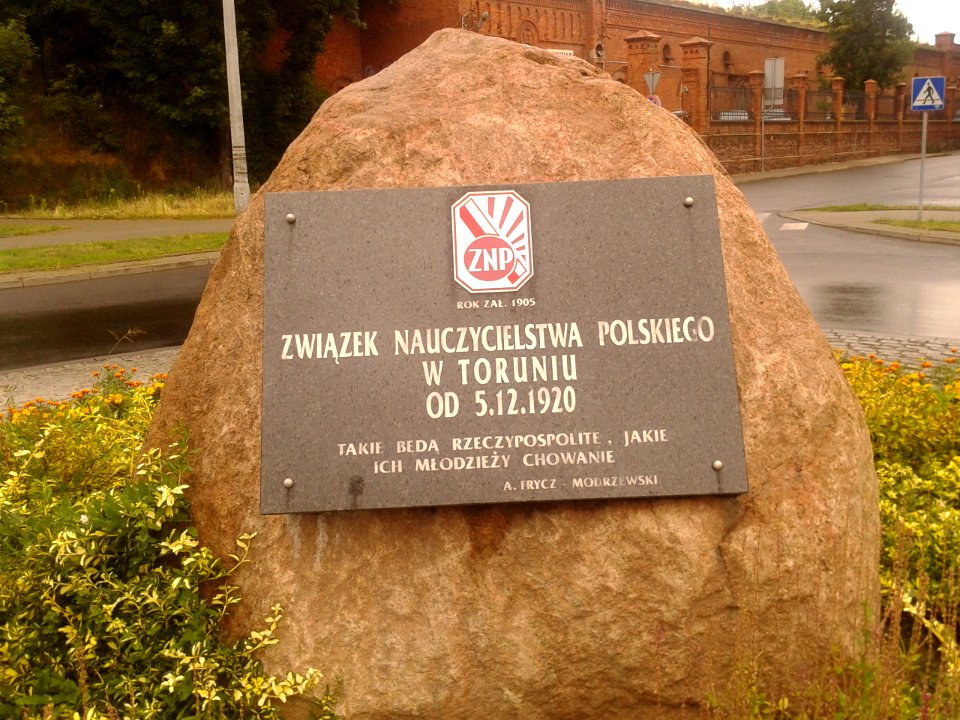 ZNP
ROK ZAŁ. 1905
ZWIĄZEK NAUCZYCIELSTWA POLSKIEGO
W TORUNIU
OD 5.12.1920
TAKIE BEDĄ RZECZYPOSPOLITE, JAKIE
ICH MŁODZIEŻY CHOWANIE
A. FRYCZ - MODRZEWSKI